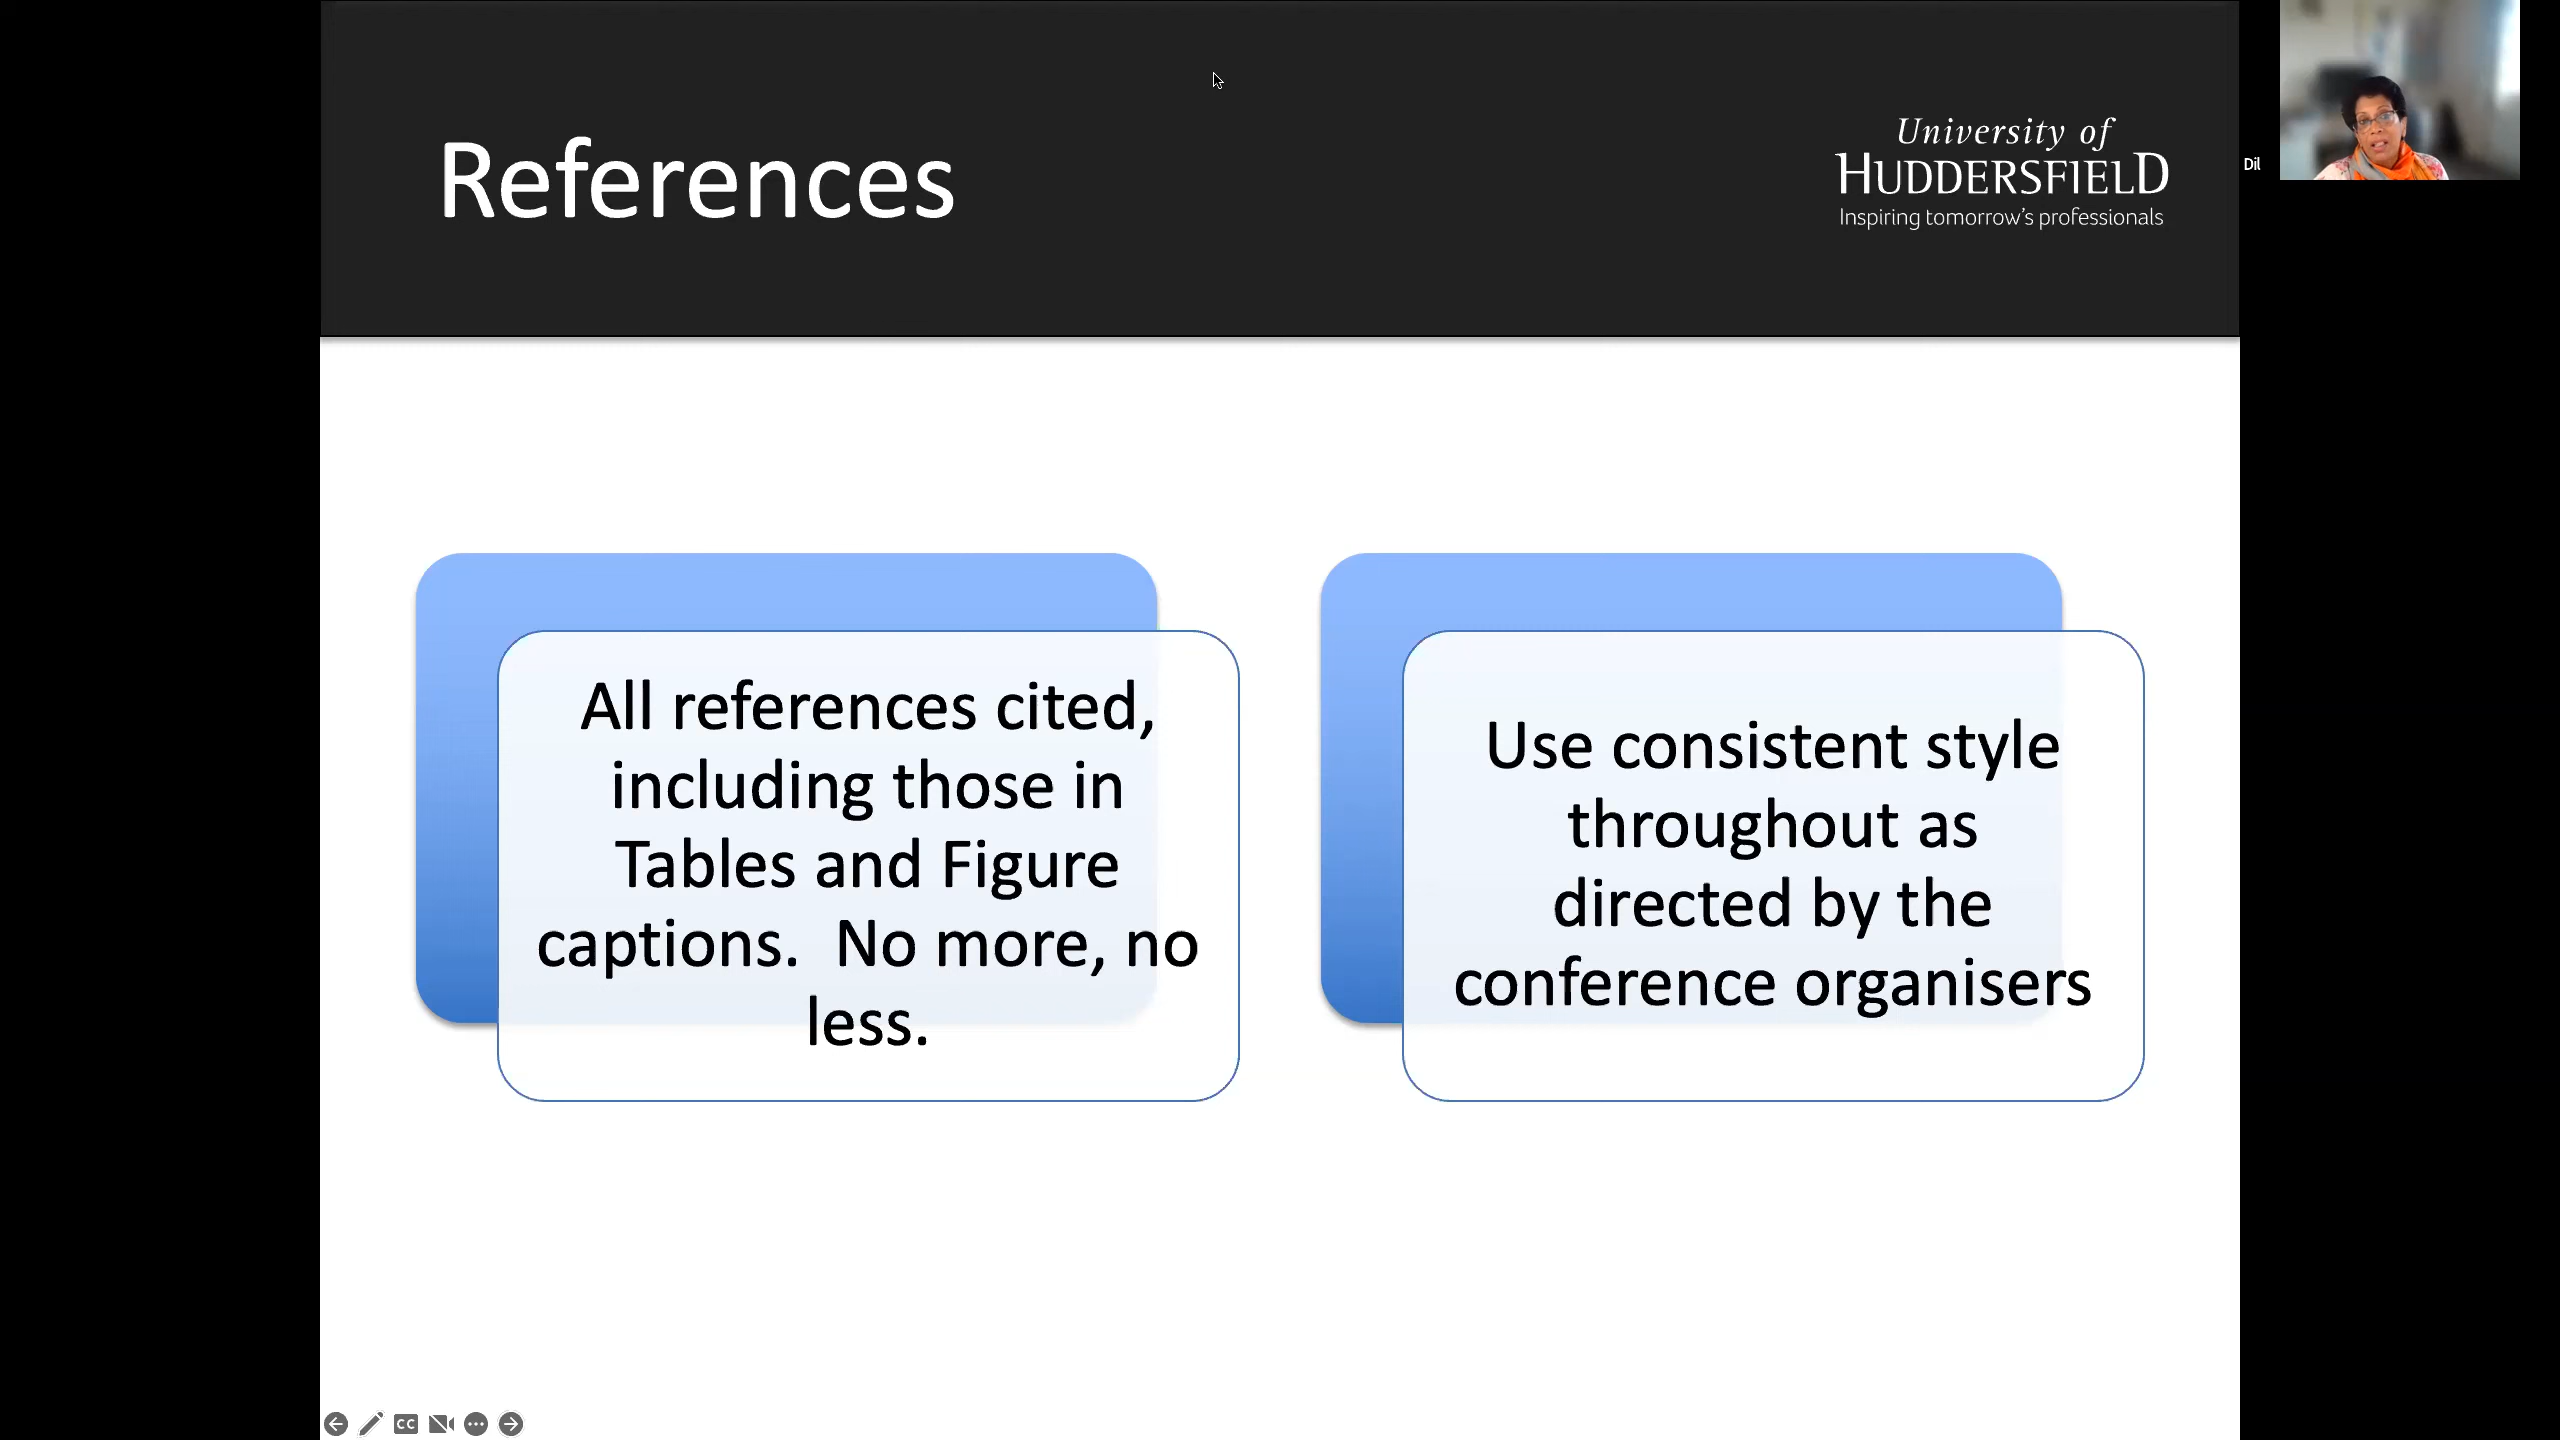 References
University of
HUDDERSFIELD
Inspiring tomorrow's professionals
Dil
All references cited,
including those in
Tables and Figure
captions.  No more, no
less.
Use consistent style
throughout as
directed by the
conference organisers
CC